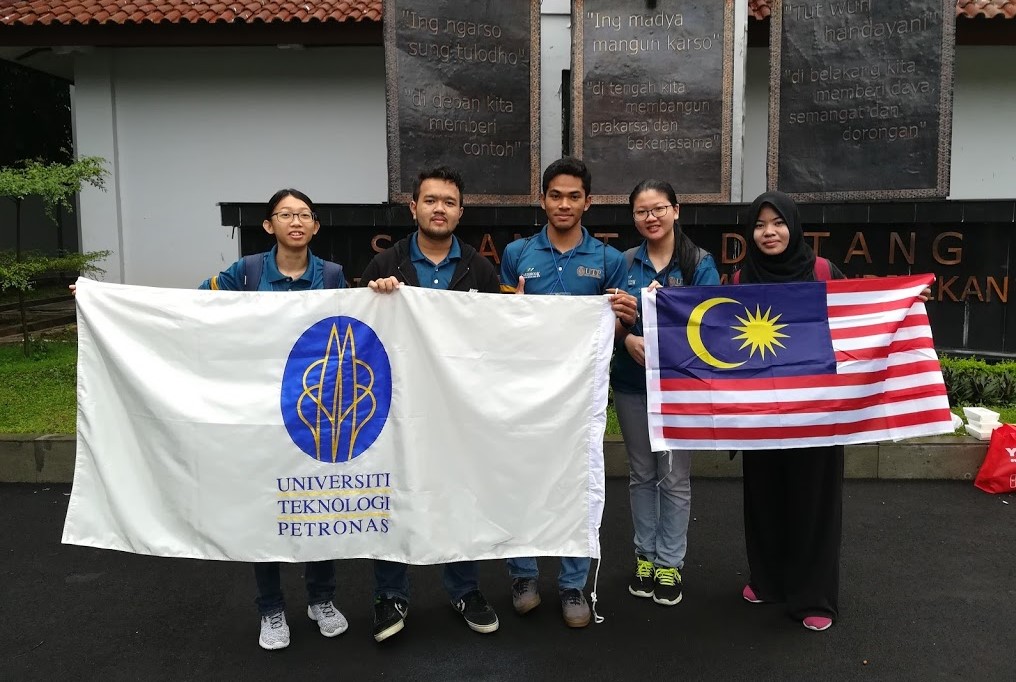 "Ing ngarso
sung tulodho"
"di depan kita
memberi
contoh"
"Ing madya
mangun karso"
"di tengah kita
membangun
prakarsa dan
bekerjasama"
"Tut wuri
handayani"
"di belakang kita
memberi daya,
semangat dan
dorongan"
UTP
UNIVERSITI
TEKNOLOGI
PETRONAS